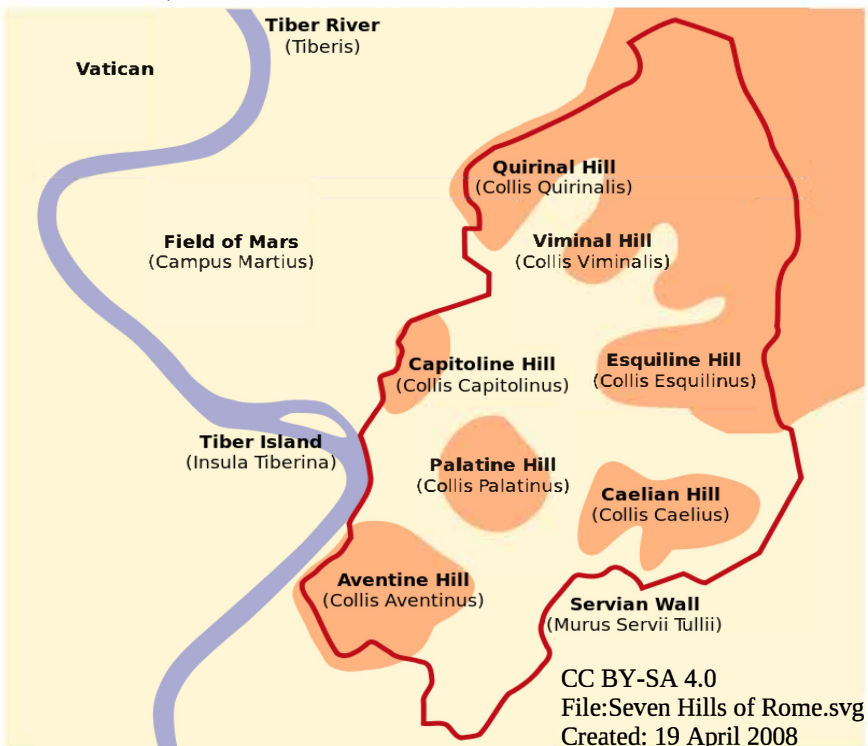 Tiber River
(Tiberis)
Vatican
Quirinal Hill
(Collis Quirinalis)
Field of Mars
(Campus Martius)
Viminal Hill
(Collis Viminalis)
Capitoline Hill
(Collis Capitolinus)
Esquiline Hill
(Collis Esquilinus)
Tiber Island
(Insula Tiberina)
Palatine Hill
(Collis Palatinus)
Caelian Hill
(Collis Caelius)
Aventine Hill
(Collis Aventinus)
Servian Wall
(Murus Servii Tullii)
CC BY-SA 4.0
File:Seven Hills of Rome.svg
Created: 19 April 2008